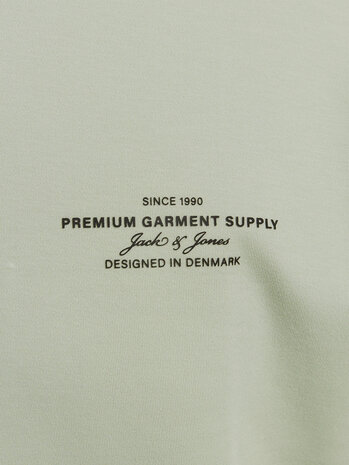 SINCE 1990
PREMIUM GARMENT SUPPLY
Jack & Jones
DESIGNED IN DENMARK